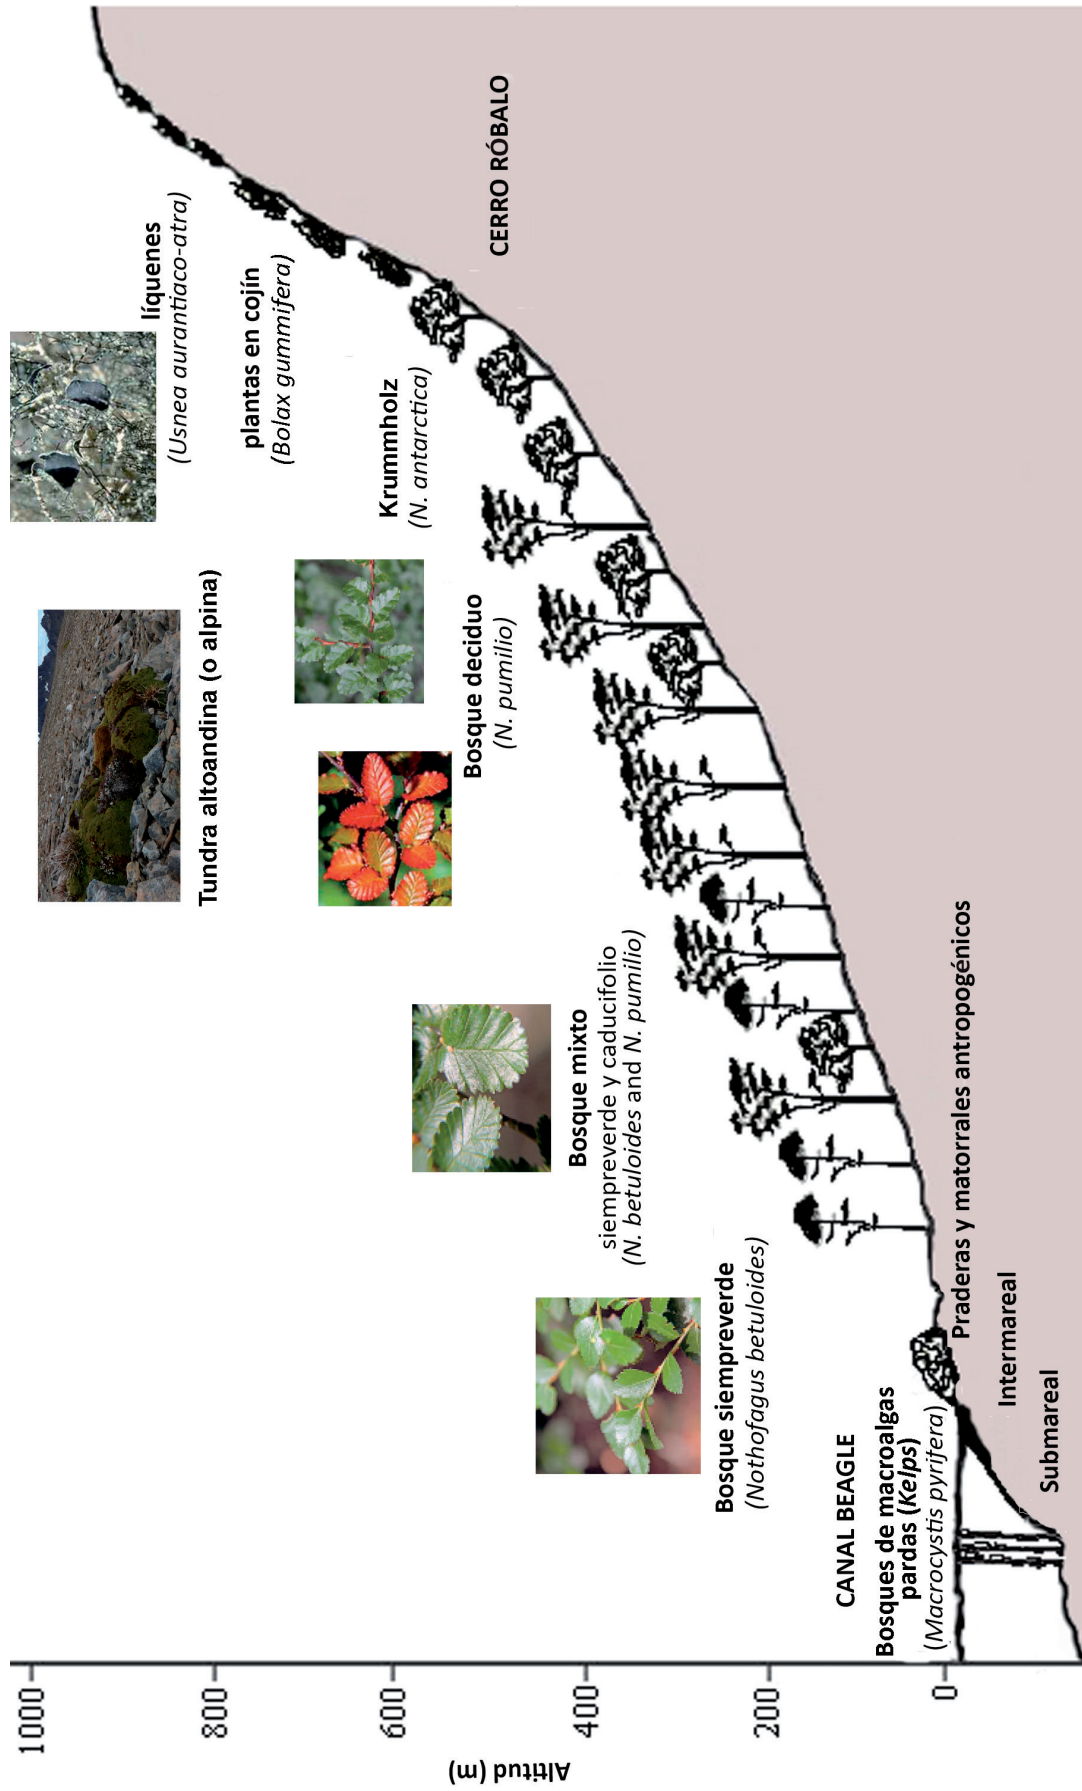 1000
800
600
400
200
0
Altitud (m)
líquenes
(Usnea aurantiaco-atra)
Tundra altoandina (o alpina)
plantas en cojín
(Bolax gummifera)
Krummholz
(N. antarctica)
Bosque deciduo
(N. pumilio)
CERRO RÓBALO
Bosque mixto
siempreverde y caducifolio
(N. betuloides and N. pumilio)
Bosque siempreverde
(Nothofagus betuloides)
CANAL BEAGLE
Bosques de macroalgas
pardas (Kelps)
(Macrocystis pyrifera)
Praderas y matorrales antropogénicos
Intermareal
Submareal